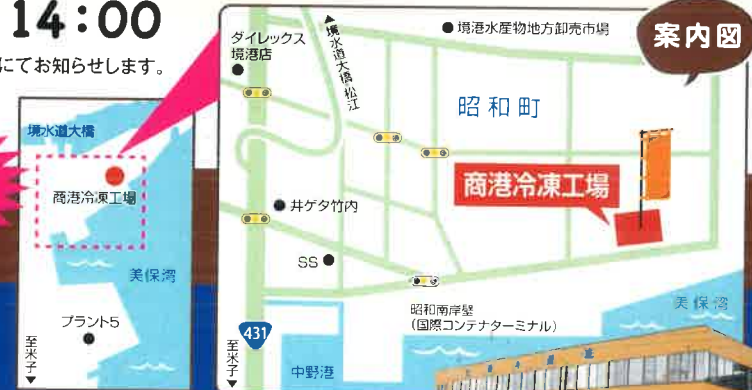 14:00
にてお知らせします。
案内図
境水道大橋
商港冷凍工場
美保湾
プラント5
至米子▼
ダイレックス
境港店
▲境水道大橋 松江
境港水産物地方卸売市場
昭和町
商港冷凍工場
井ゲタ竹内
SS
昭和南岸壁
(国際コンテナターミナル)
美保湾
431
至米子▼
中野港